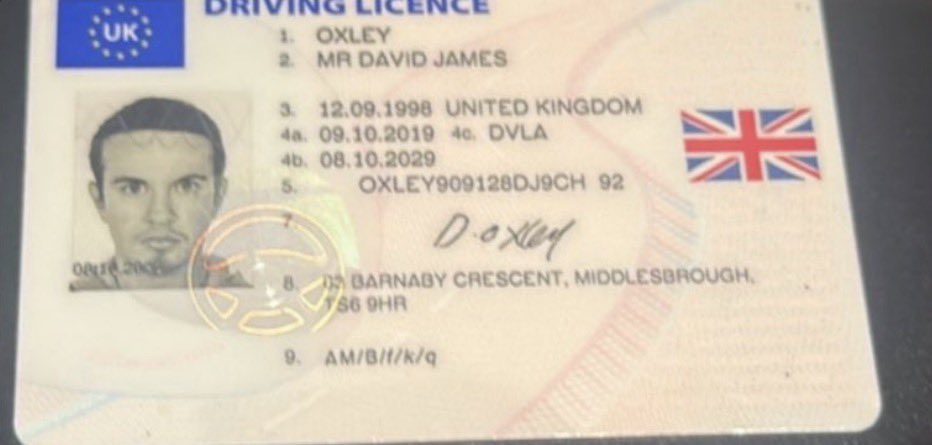 DRIVING LICENCE
UK
1. OXLEY
2. MR DAVID JAMES
3. 12.09.1998 UNITED KINGDOM
4a. 09.10.2019 4c. DVLA
4b. 08.10.2029
5. OXLEY909128DJ9CH 92
7. D.oxley
8. BARNABY CRESCENT, MIDDLESBROUGH,
TS6 9HR
9. AM/B/f/k/q